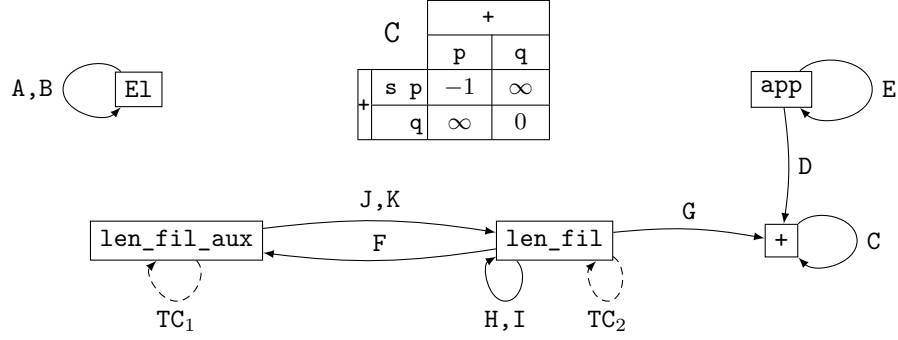 C
+
p q
+ s p −1 ∞
q ∞ 0
A,B
El
app
E
D
J,K
G
len_fil_aux
F
len_fil
+
C
TC1
H,I
TC2